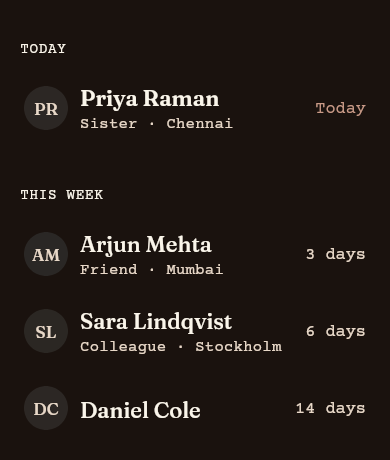 TODAY
PR
Priya Raman
Today
Sister · Chennai
THIS WEEK
AM
Arjun Mehta
3 days
Friend · Mumbai
SL
Sara Lindqvist
6 days
Colleague · Stockholm
DC
Daniel Cole
14 days